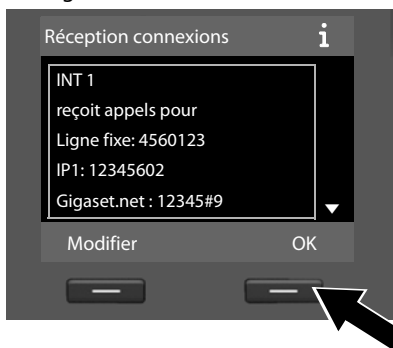 Réception connexions i
INT 1
reçoit appels pour
Ligne fixe: 4560123
IP1: 12345602
Gigaset.net : 12345#9
Modifier OK